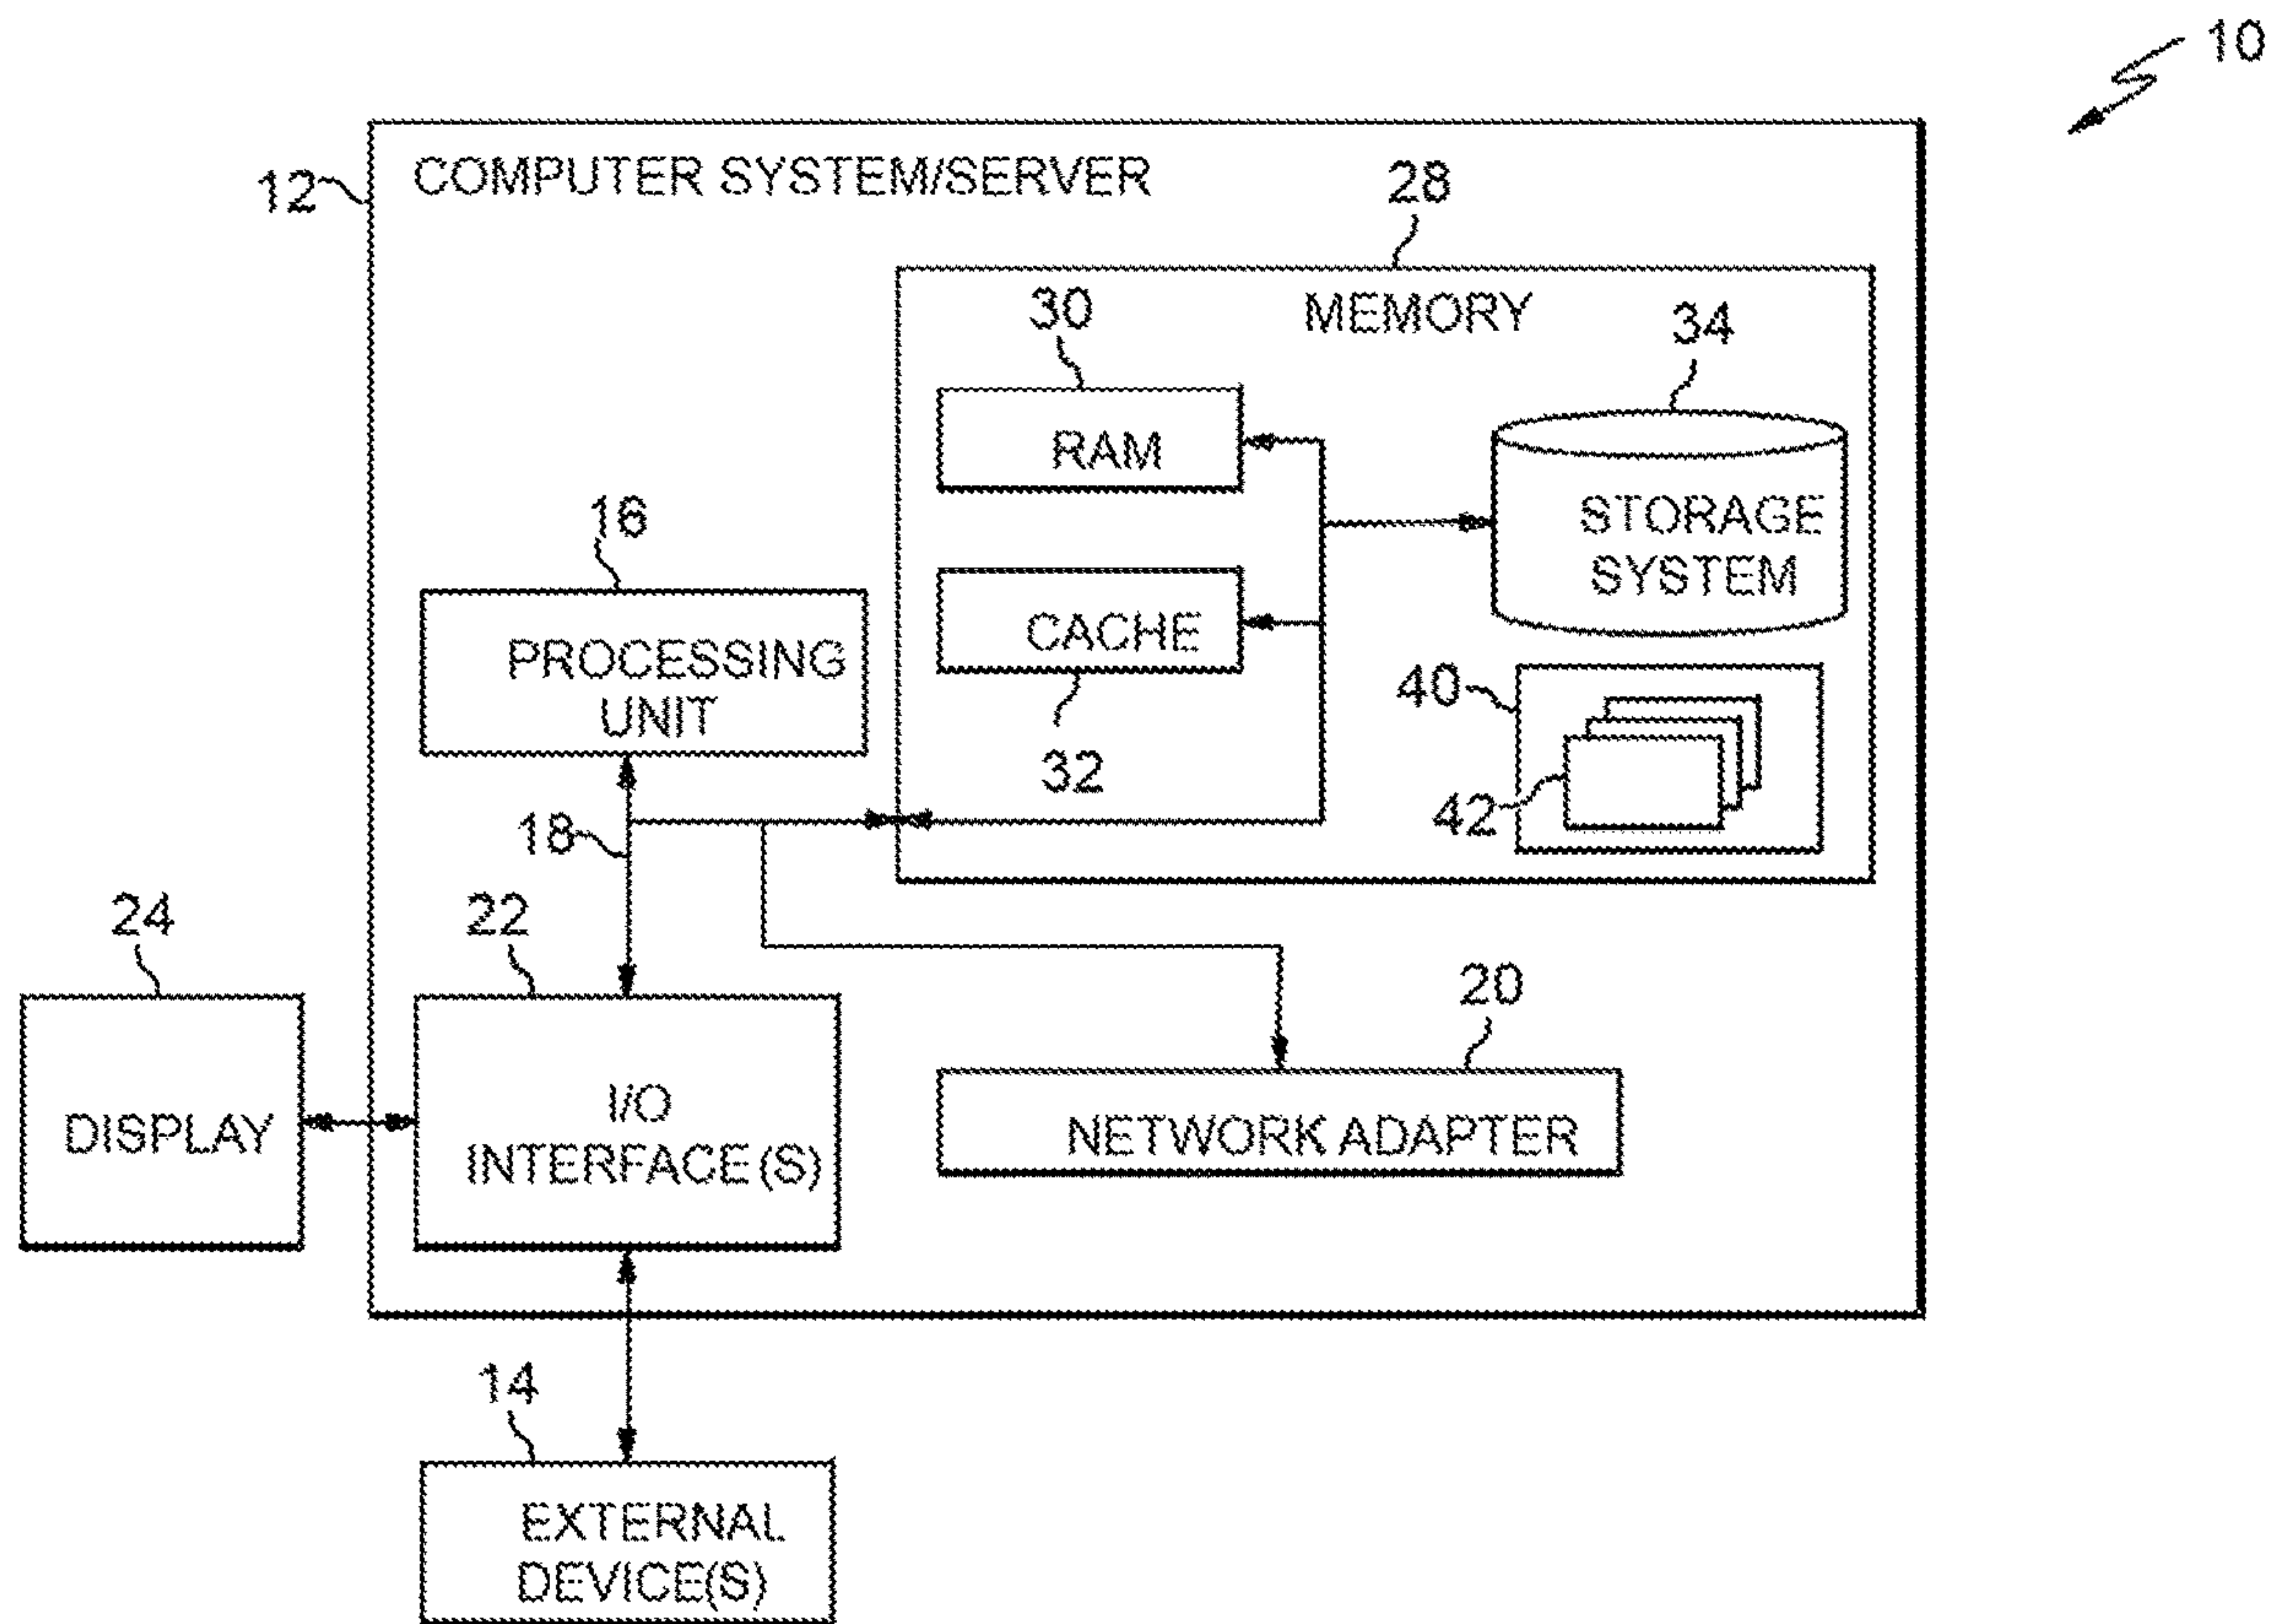 10
12
COMPUTER SYSTEM/SERVER
28
MEMORY
30
34
RAM
STORAGE
SYSTEM
16
CACHE
PROCESSING
UNIT
32
40
42
18
24
22
20
DISPLAY
I/O
INTERFACE(S)
NETWORK ADAPTER
14
EXTERNAL
DEVICE(S)